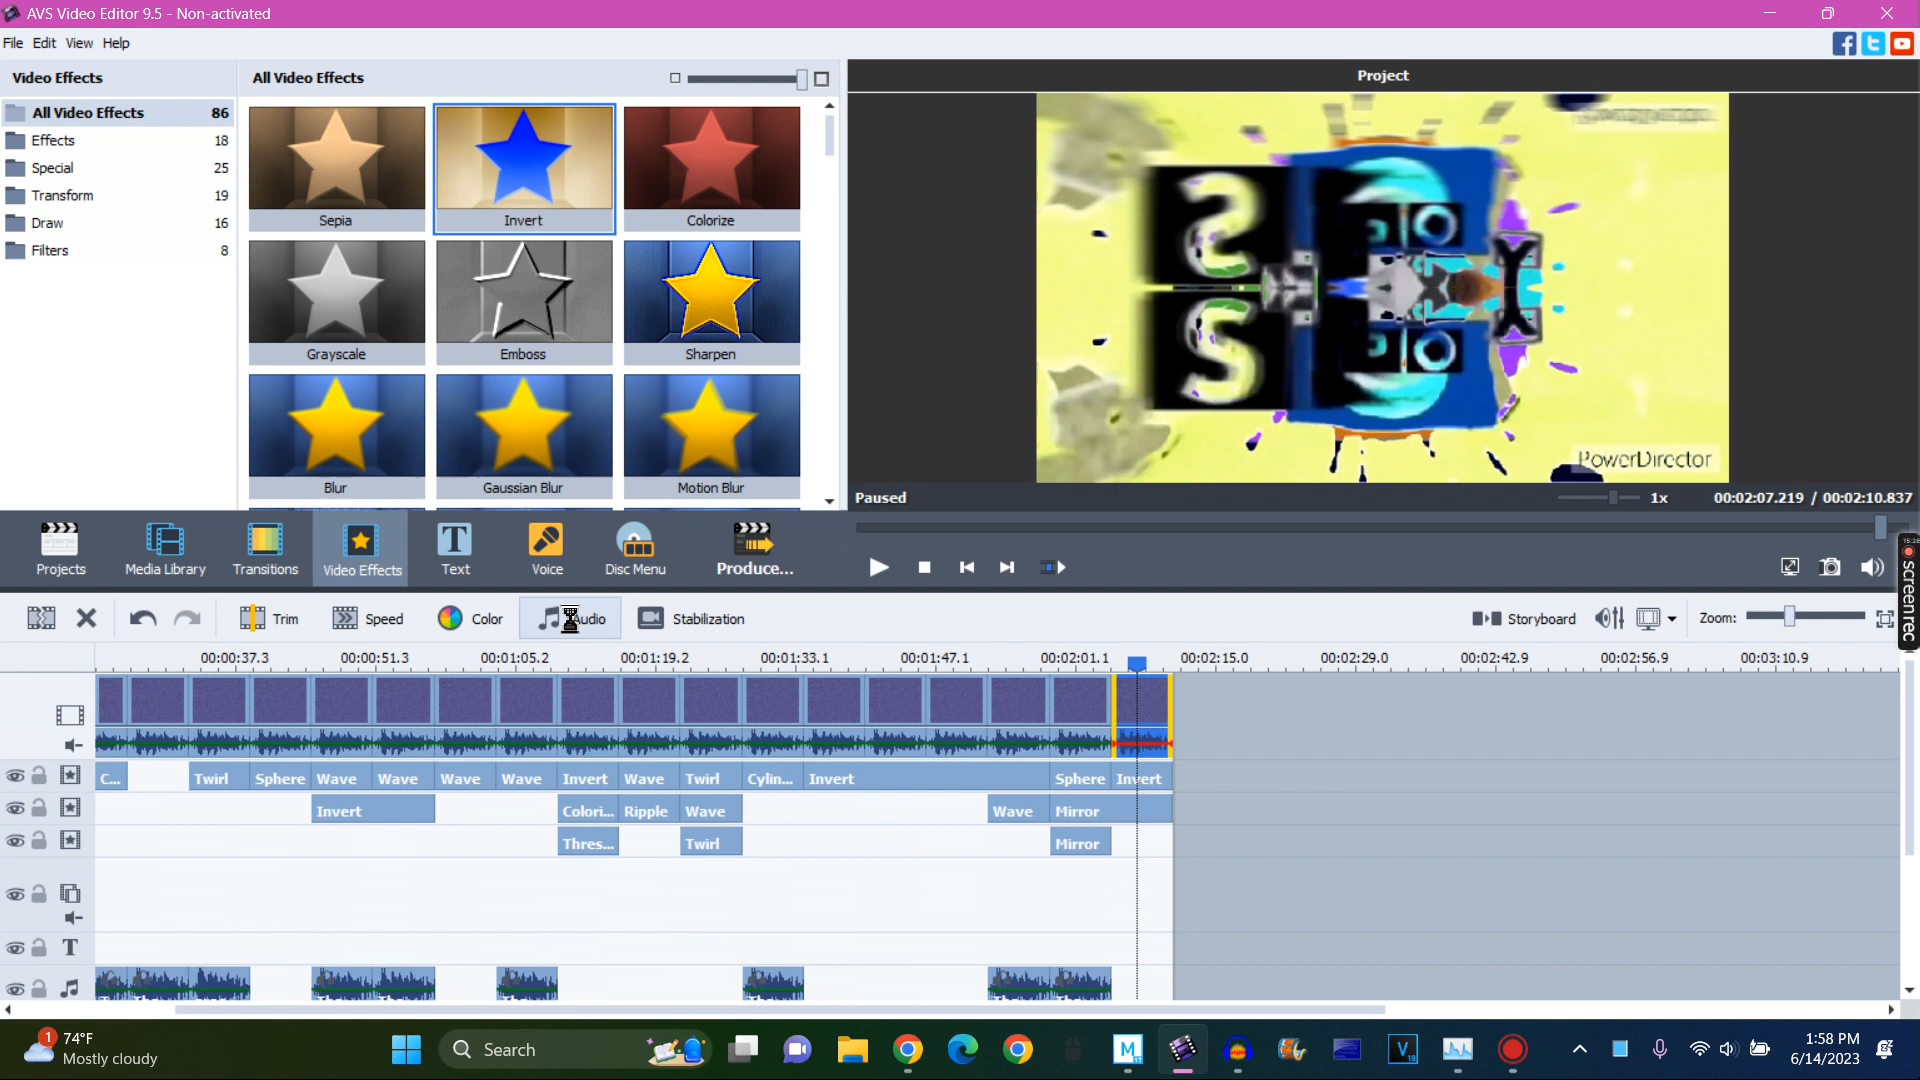 AVS Video Editor 9.5 - Non-activated
File Edit View Help
Video Effects
All Video Effects 86
Effects 18
Special 25
Transform 19
Draw 16
Filters 8
All Video Effects
Sepia Invert Colorize
Grayscale Emboss Sharpen
Blur Gaussian Blur Motion Blur
Project
PowerDirector
Paused 1x 00:02:07.219 / 00:02:10.837
Projects Media Library Transitions Video Effects Text Voice Disc Menu Produce...
15:28
screenrec
Trim Speed Color Audio Stabilization Storyboard Zoom:
00:00:37.3 00:00:51.3 00:01:05.2 00:01:19.2 00:01:33.1 00:01:47.1 00:02:01.1 00:02:15.0 00:02:29.0 00:02:42.9 00:02:56.9 00:03:10.9
C... Twirl Sphere Wave Wave Wave Wave Invert Wave Twirl Cylin... Invert Sphere Invert
Invert Colori... Ripple Wave Wave Mirror
Thres... Twirl Mirror
T
1 74°F
Mostly cloudy
Search
1:58 PM
6/14/2023